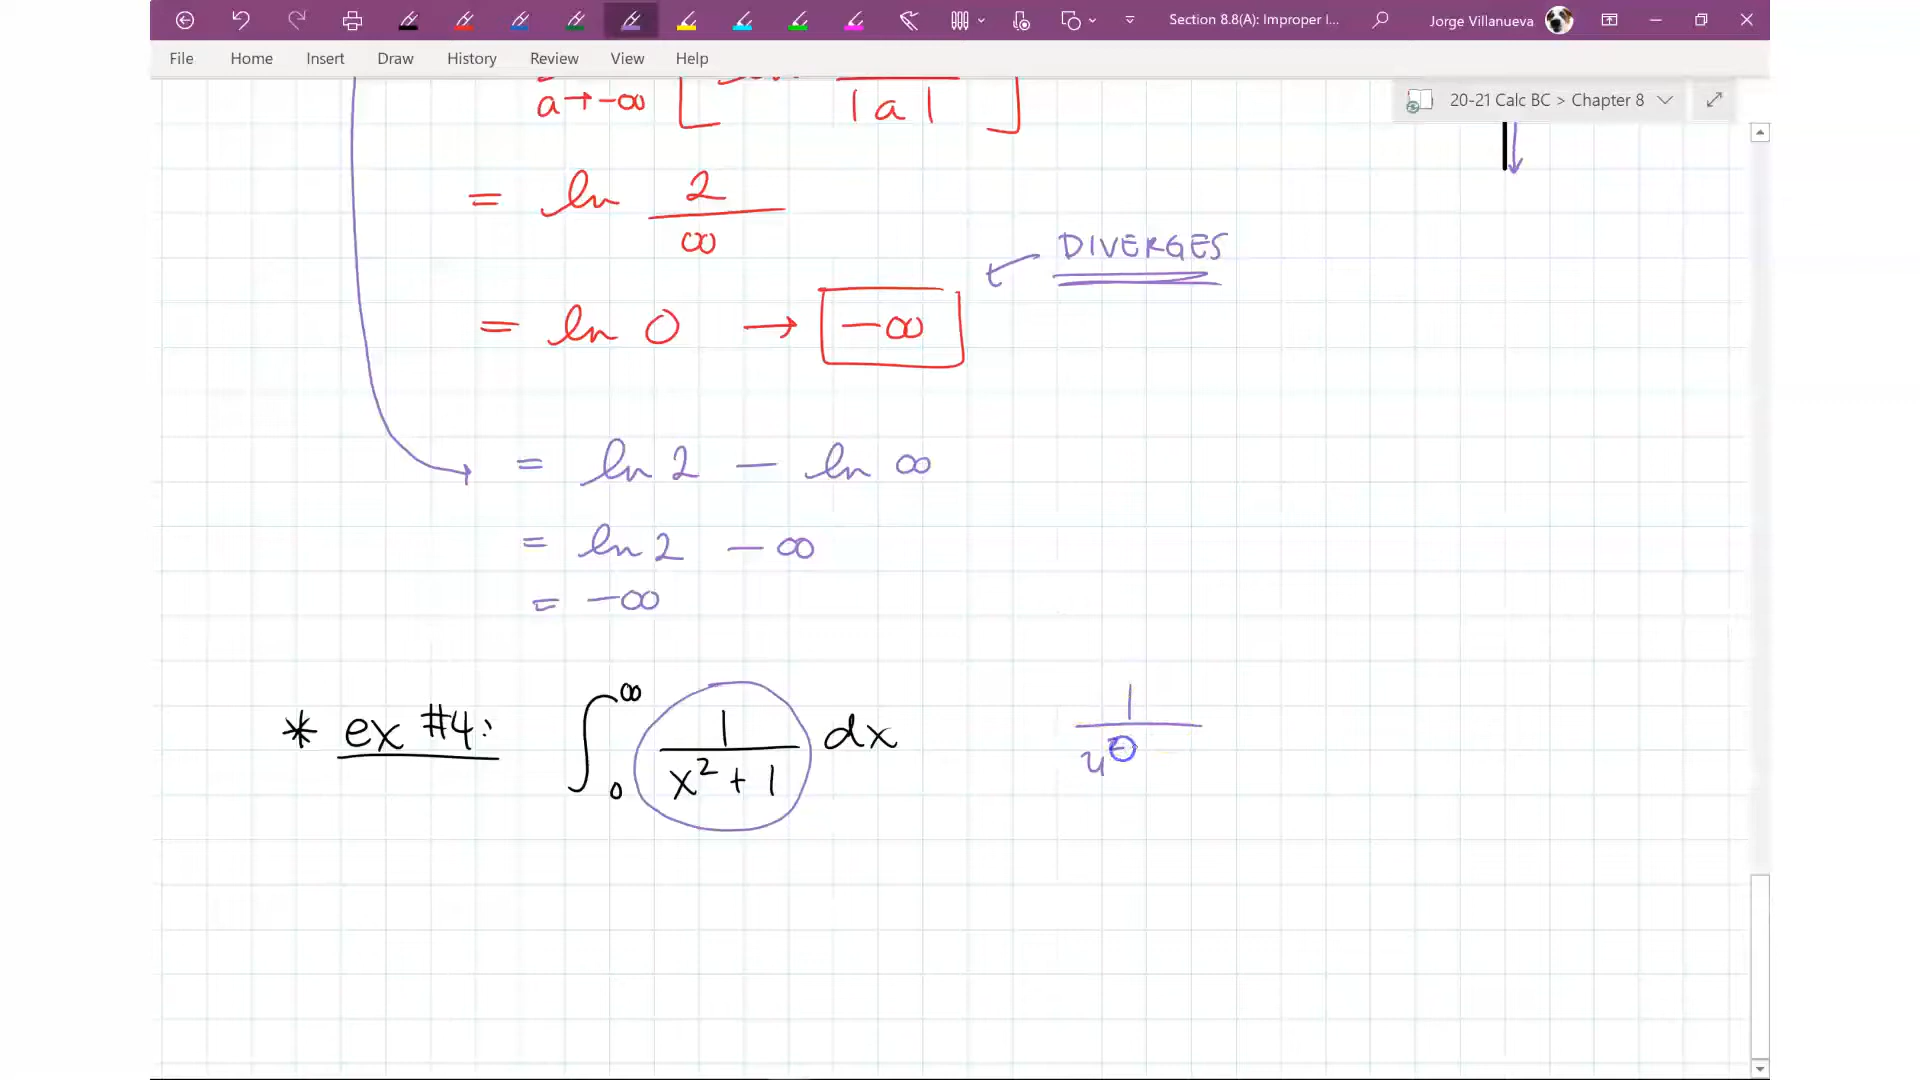 Section 8.8(A): Improper I...
Jorge Villanueva
File Home Insert Draw History Review View Help
20-21 Calc BC > Chapter 8
a→-∞ [ |a| ]
= ln 2/∞
DIVERGES
= ln 0 → -∞
= ln 2 - ln ∞
= ln 2 - ∞
= -∞
* ex #4: ∫₀^∞ 1/(x²+1) dx
1/u